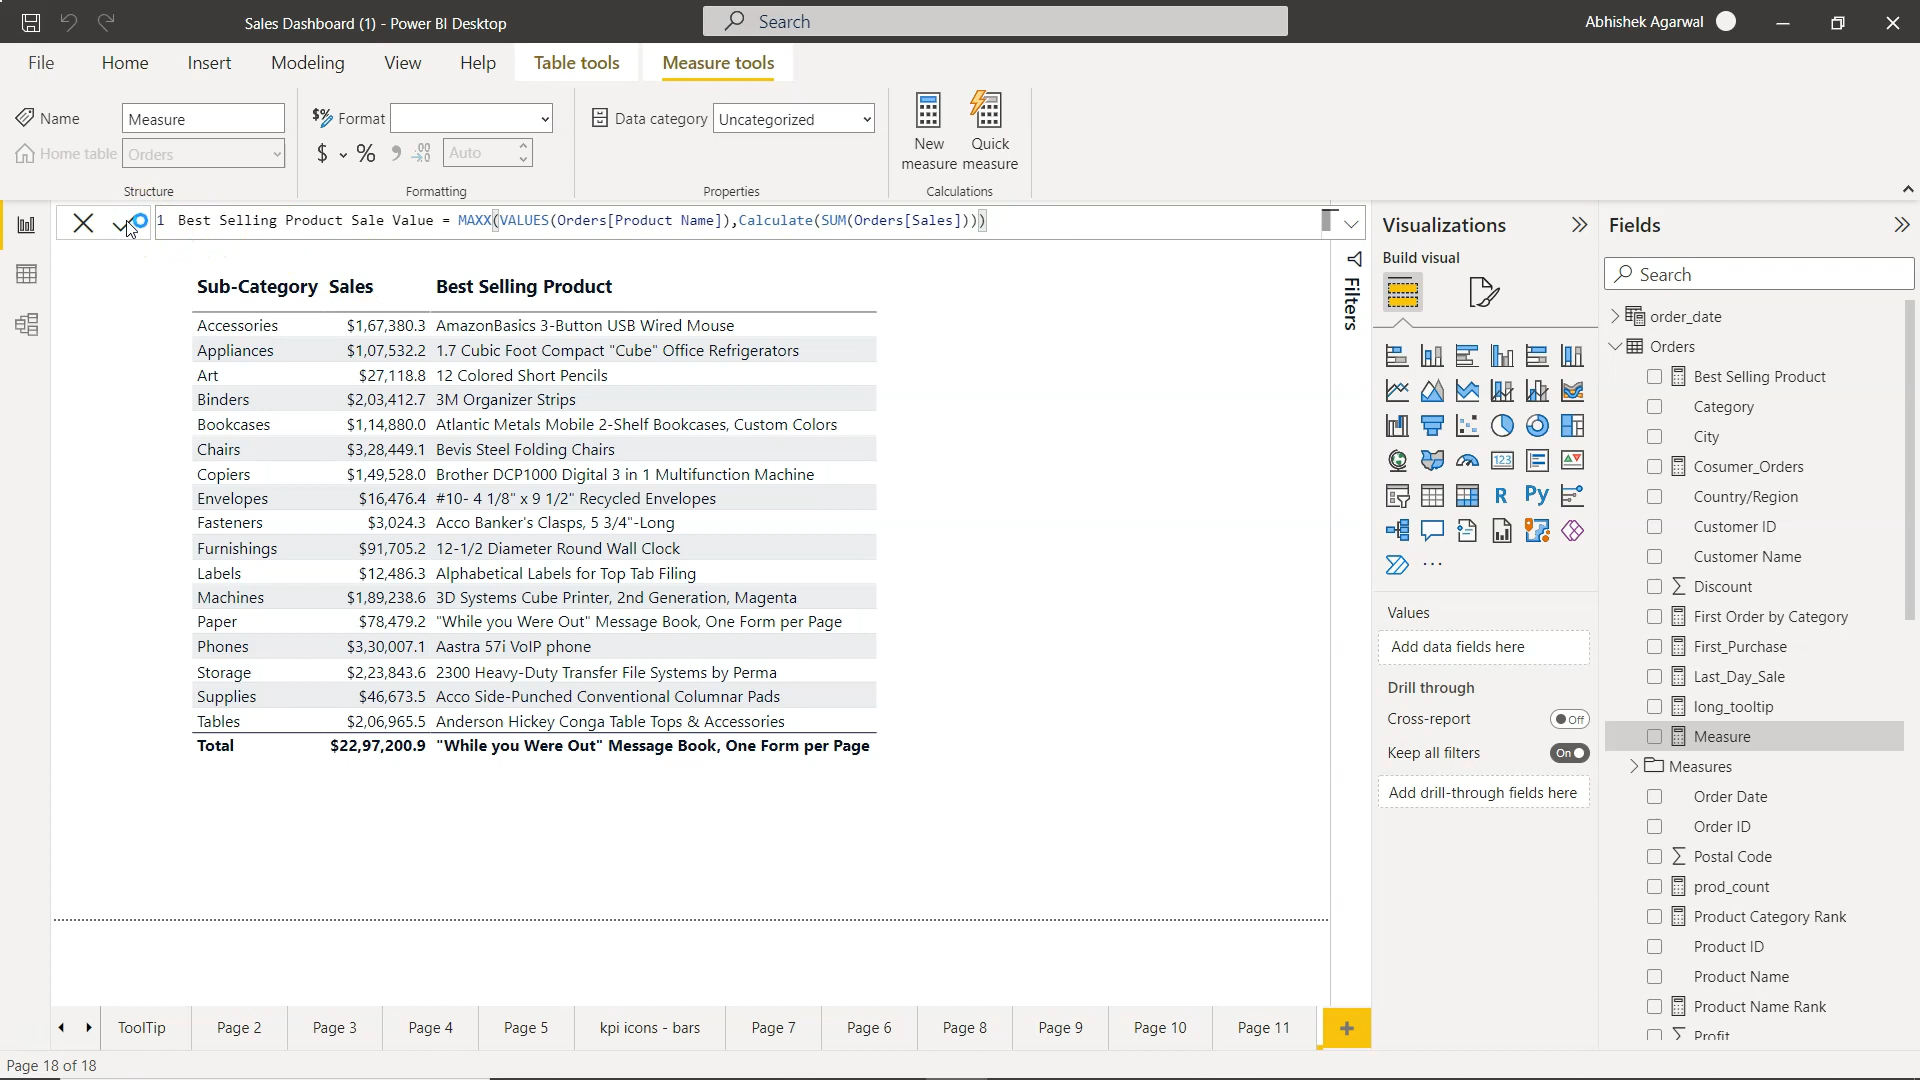 Sales Dashboard (1) - Power BI Desktop
Search
Abhishek Agarwal
File Home Insert Modeling View Help Table tools Measure tools
Name Measure
Home table Orders
Structure
Format
$ % 9 .00 Auto
Formatting
Data category Uncategorized
Properties
New measure
Quick measure
Calculations
1 Best Selling Product Sale Value = MAXX(VALUES(Orders[Product Name]),Calculate(SUM(Orders[Sales])))
Sub-Category Sales Best Selling Product
Accessories $1,67,380.3 AmazonBasics 3-Button USB Wired Mouse
Appliances $1,07,532.2 1.7 Cubic Foot Compact "Cube" Office Refrigerators
Art $27,118.8 12 Colored Short Pencils
Binders $2,03,412.7 3M Organizer Strips
Bookcases $1,14,880.0 Atlantic Metals Mobile 2-Shelf Bookcases, Custom Colors
Chairs $3,28,449.1 Bevis Steel Folding Chairs
Copiers $1,49,528.0 Brother DCP1000 Digital 3 in 1 Multifunction Machine
Envelopes $16,476.4 #10- 4 1/8" x 9 1/2" Recycled Envelopes
Fasteners $3,024.3 Acco Banker's Clasps, 5 3/4"-Long
Furnishings $91,705.2 12-1/2 Diameter Round Wall Clock
Labels $12,486.3 Alphabetical Labels for Top Tab Filing
Machines $1,89,238.6 3D Systems Cube Printer, 2nd Generation, Magenta
Paper $78,479.2 "While you Were Out" Message Book, One Form per Page
Phones $3,30,007.1 Aastra 57i VoIP phone
Storage $2,23,843.6 2300 Heavy-Duty Transfer File Systems by Perma
Supplies $46,673.5 Acco Side-Punched Conventional Columnar Pads
Tables $2,06,965.5 Anderson Hickey Conga Table Tops & Accessories
Total $22,97,200.9 "While you Were Out" Message Book, One Form per Page
Filters
Visualizations
Build visual
123
R Py
...
Values
Add data fields here
Drill through
Cross-report Off
Keep all filters On
Add drill-through fields here
Fields
Search
order_date
Orders
Best Selling Product
Category
City
Cosumer_Orders
Country/Region
Customer ID
Customer Name
Discount
First Order by Category
First_Purchase
Last_Day_Sale
long_tooltip
Measure
Measures
Order Date
Order ID
Postal Code
prod_count
Product Category Rank
Product ID
Product Name
Product Name Rank
Profit
ToolTip Page 2 Page 3 Page 4 Page 5 kpi icons - bars Page 7 Page 6 Page 8 Page 9 Page 10 Page 11 +
Page 18 of 18